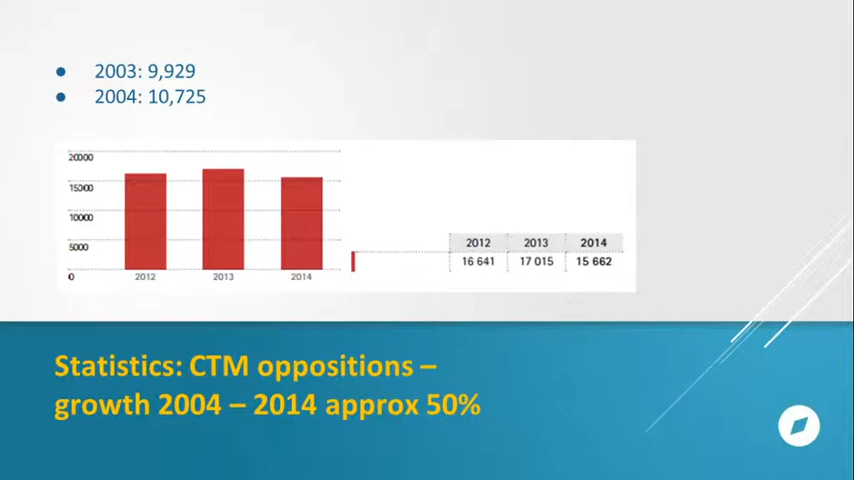 ● 2003: 9,929
● 2004: 10,725
20000
15000
10000
5000
0
2012 2013 2014
2012 2013 2014
16 641 17 015 15 662
Statistics: CTM oppositions –
growth 2004 – 2014 approx 50%